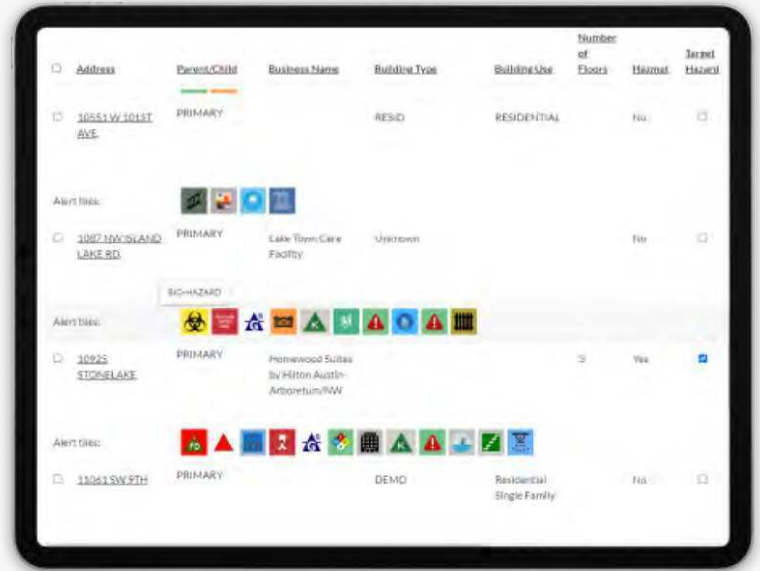 Number
of
Floors
Target
Hazard
Address
Parent/Child
Business Name
Building Type
Building Use
Hazmat
10551 W 101ST
AVE.
PRIMARY
RESID
RESIDENTIAL
No
Alert tiles:
1087 NW ISLAND
LAKE RD.
PRIMARY
Lake Town Care
Facility
Unknown
No
BIO-HAZARD
Alert tiles:
K
10925
STONELAKE
PRIMARY
Homewood Suites
by Hilton Austin-
Arboretum/NW
Yes
Alert tiles:
FD
K
11061 SW 9TH
PRIMARY
DEMO
Residential
Single Family
No